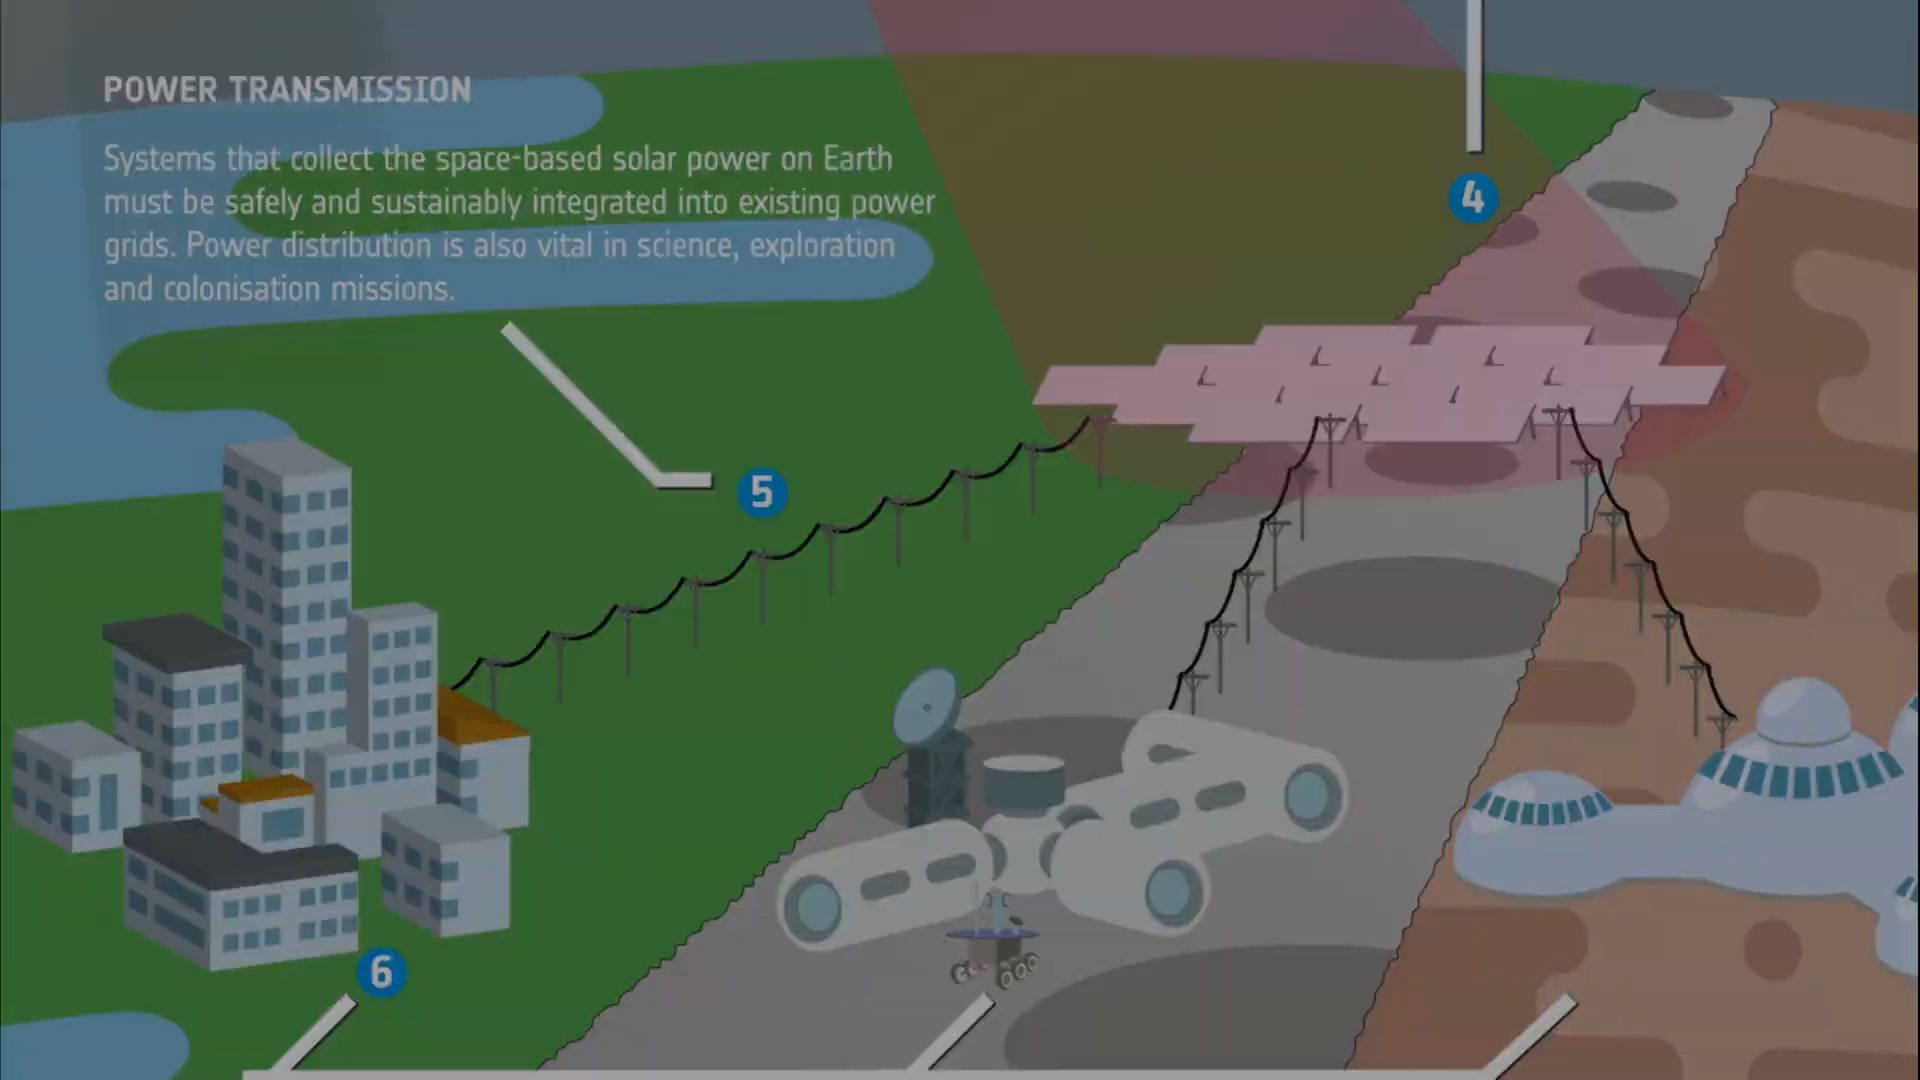 POWER TRANSMISSION
Systems that collect the space-based solar power on Earth
must be safely and sustainably integrated into existing power
grids. Power distribution is also vital in science, exploration
and colonisation missions.
4
5
6